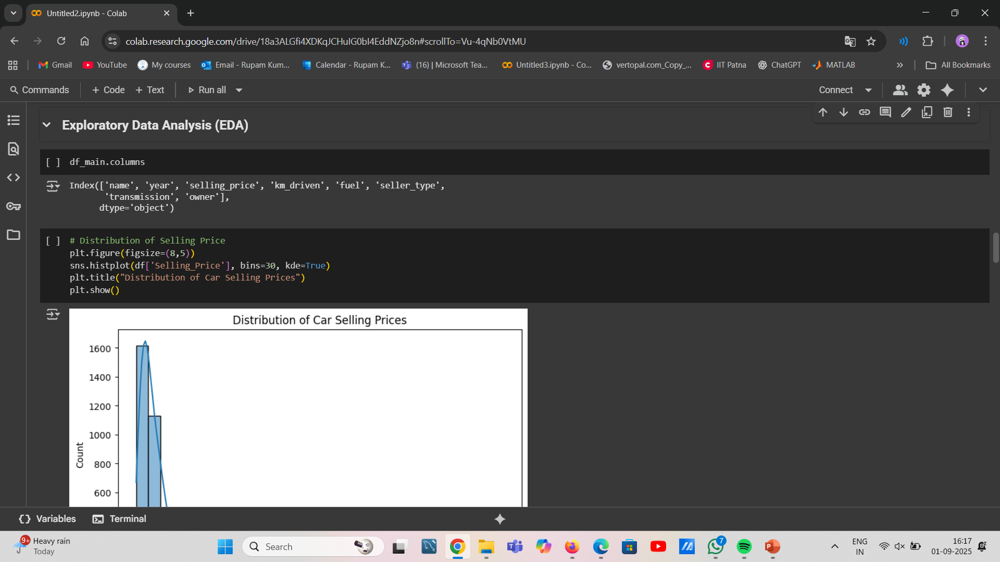 Untitled2.ipynb - Colab
colab.research.google.com/drive/18a3ALGfi4XDKqJCHuIG0bI4EddNZjo8n#scrollTo=Vu-4qNb0VtMU
Gmail YouTube My courses Email - Rupam Kum... Calendar - Rupam K... (16) | Microsoft Tea... Untitled3.ipynb - Co... vertopal.com_Copy_... IIT Patna ChatGPT MATLAB » All Bookmarks
Commands + Code + Text Run all Connect
Exploratory Data Analysis (EDA)
[ ] df_main.columns
Index(['name', 'year', 'selling_price', 'km_driven', 'fuel', 'seller_type',
'transmission', 'owner'],
dtype='object')
[ ] # Distribution of Selling Price
plt.figure(figsize=(8,5))
sns.histplot(df['Selling_Price'], bins=30, kde=True)
plt.title("Distribution of Car Selling Prices")
plt.show()
Distribution of Car Selling Prices
1600
1400
1200
1000
Count
800
600
{} Variables Terminal
9+ Heavy rain
Today
Search
7
ENG
IN
16:17
01-09-2025